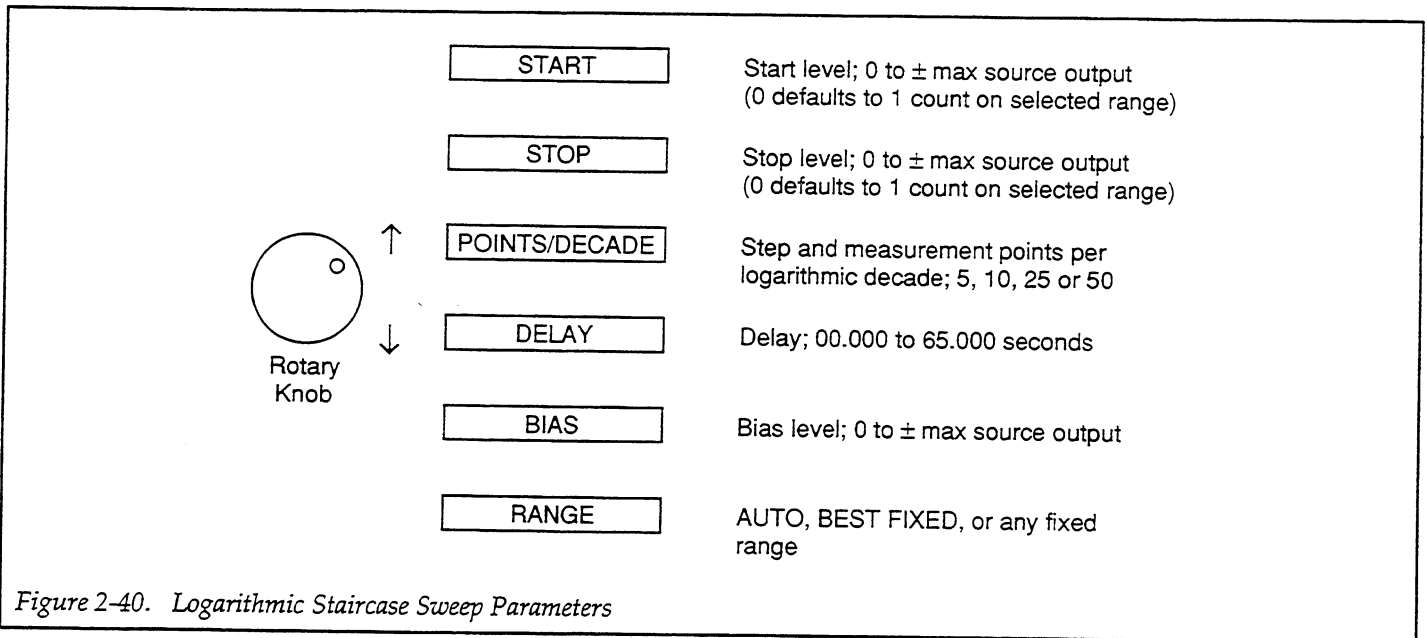 START
Start level; 0 to ± max source output
(0 defaults to 1 count on selected range)
STOP
Stop level; 0 to ± max source output
(0 defaults to 1 count on selected range)
POINTS/DECADE
Step and measurement points per
logarithmic decade; 5, 10, 25 or 50
DELAY
Delay; 00.000 to 65.000 seconds
Rotary
Knob
BIAS
Bias level; 0 to ± max source output
RANGE
AUTO, BEST FIXED, or any fixed
range
Figure 2-40. Logarithmic Staircase Sweep Parameters